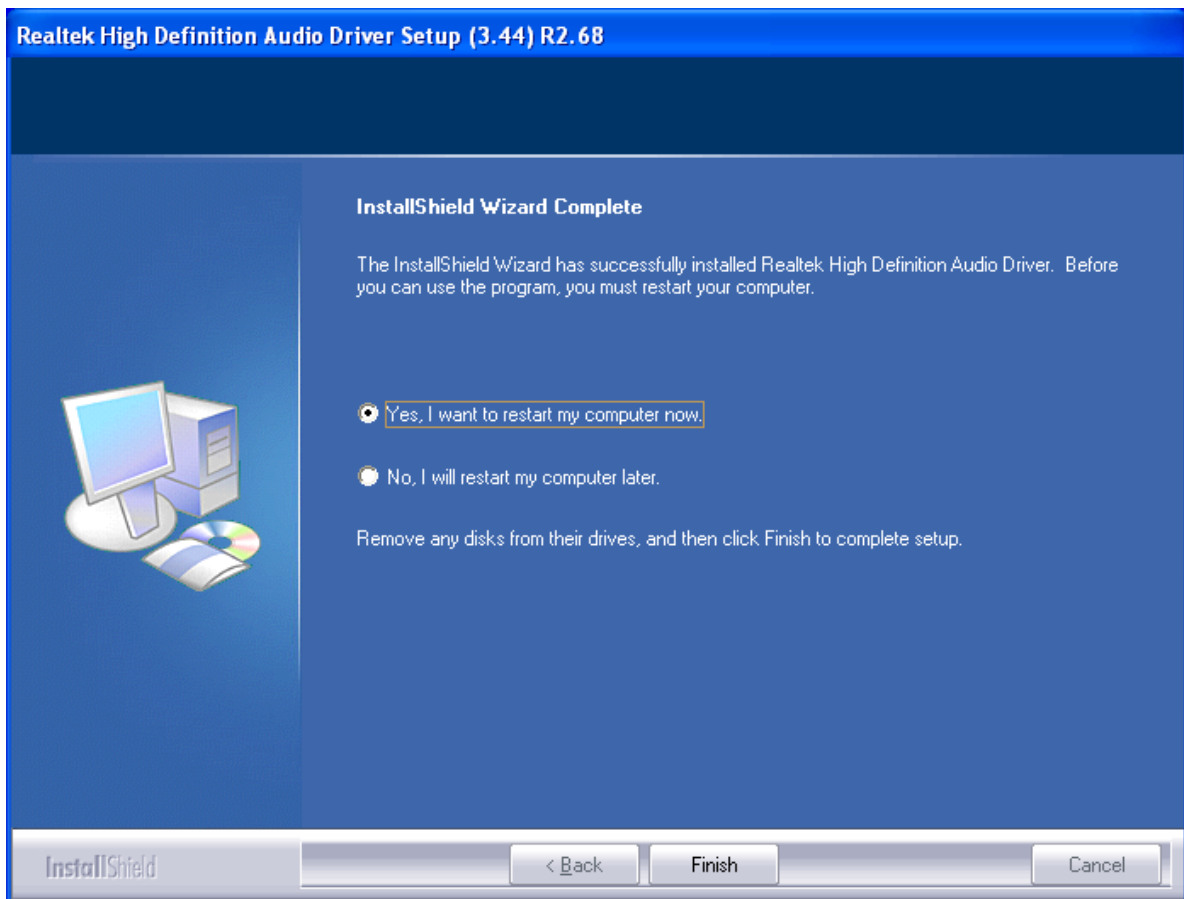 Realtek High Definition Audio Driver Setup (3.44) R2.68
InstallShield Wizard Complete
The InstallShield Wizard has successfully installed Realtek High Definition Audio Driver.  Before
you can use the program, you must restart your computer.
Yes, I want to restart my computer now.
No, I will restart my computer later.
Remove any disks from their drives, and then click Finish to complete setup.
InstallShield
< Back
Finish
Cancel